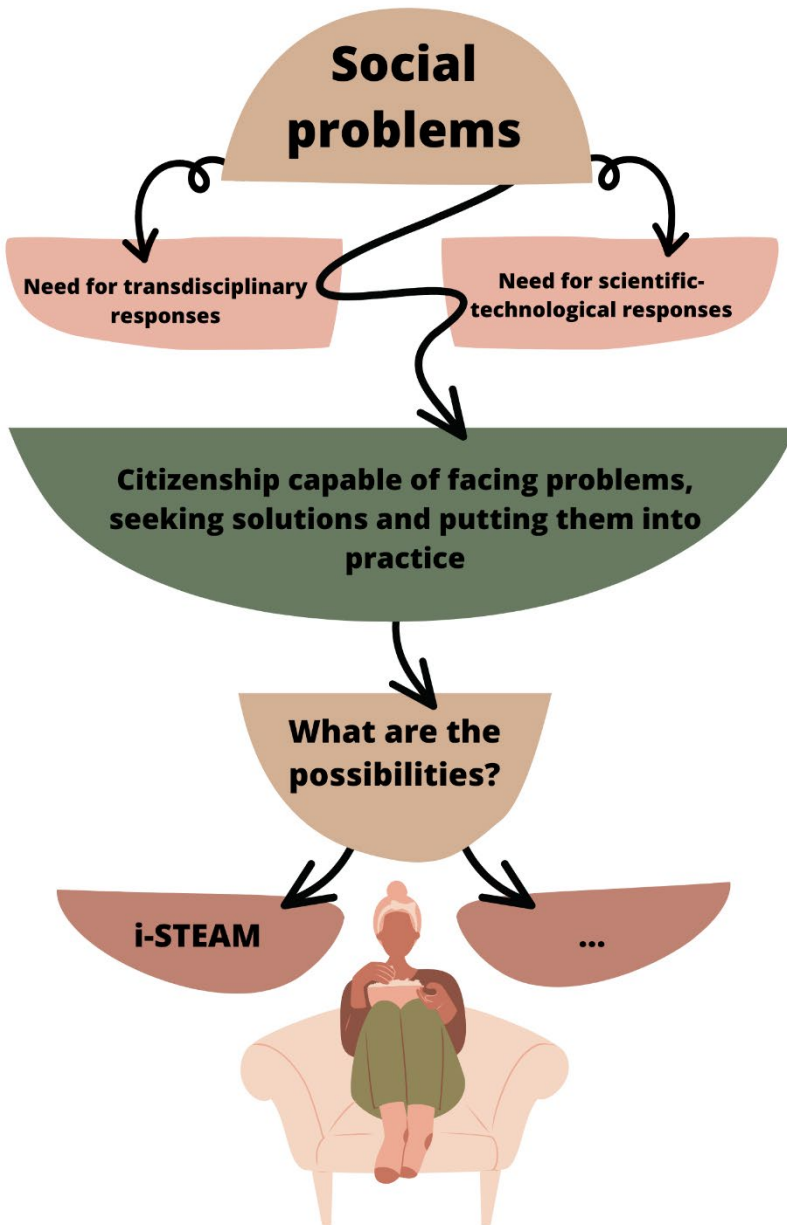 Social
problems
Need for transdisciplinary
responses
Need for scientific-
technological responses
Citizenship capable of facing problems,
seeking solutions and putting them into
practice
What are the
possibilities?
i-STEAM
...